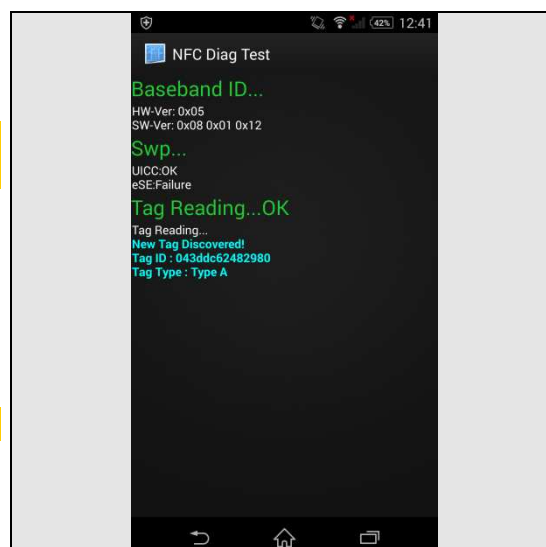 42% 12:41
NFC Diag Test
Baseband ID...
HW-Ver: 0x05
SW-Ver: 0x08 0x01 0x12
Swp...
UICC:OK
eSE:Failure
Tag Reading...OK
Tag Reading...
New Tag Discovered!
Tag ID : 043ddc62482980
Tag Type : Type A